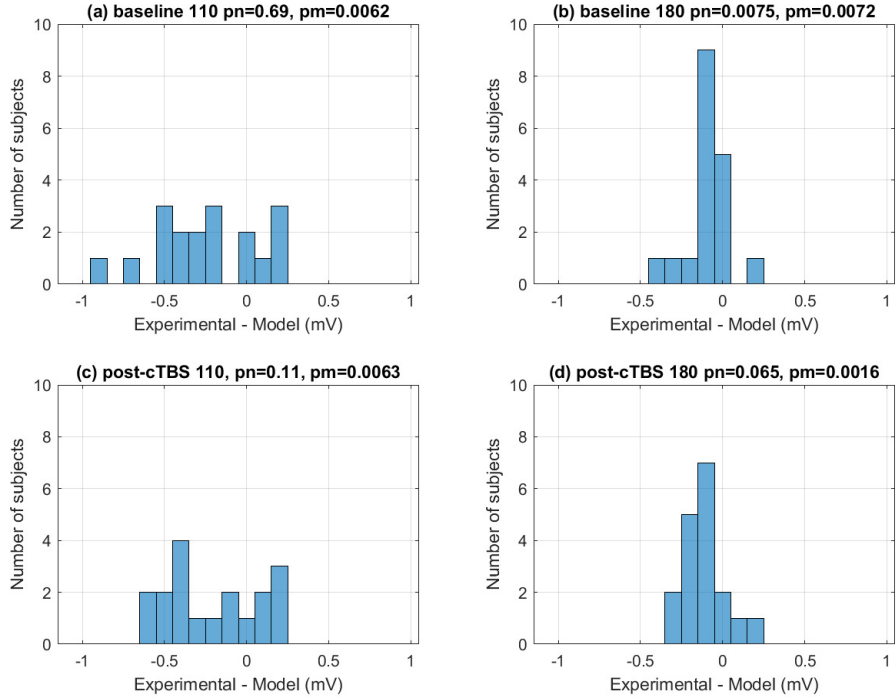 (a) baseline 110 pn=0.69, pm=0.0062
10
8
6
4
2
0
Number of subjects
-1 -0.5 0 0.5 1
Experimental - Model (mV)
(b) baseline 180 pn=0.0075, pm=0.0072
10
8
6
4
2
0
Number of subjects
-1 -0.5 0 0.5 1
Experimental - Model (mV)
(c) post-cTBS 110, pn=0.11, pm=0.0063
10
8
6
4
2
0
Number of subjects
-1 -0.5 0 0.5 1
Experimental - Model (mV)
(d) post-cTBS 180 pn=0.065, pm=0.0016
10
8
6
4
2
0
Number of subjects
-1 -0.5 0 0.5 1
Experimental - Model (mV)